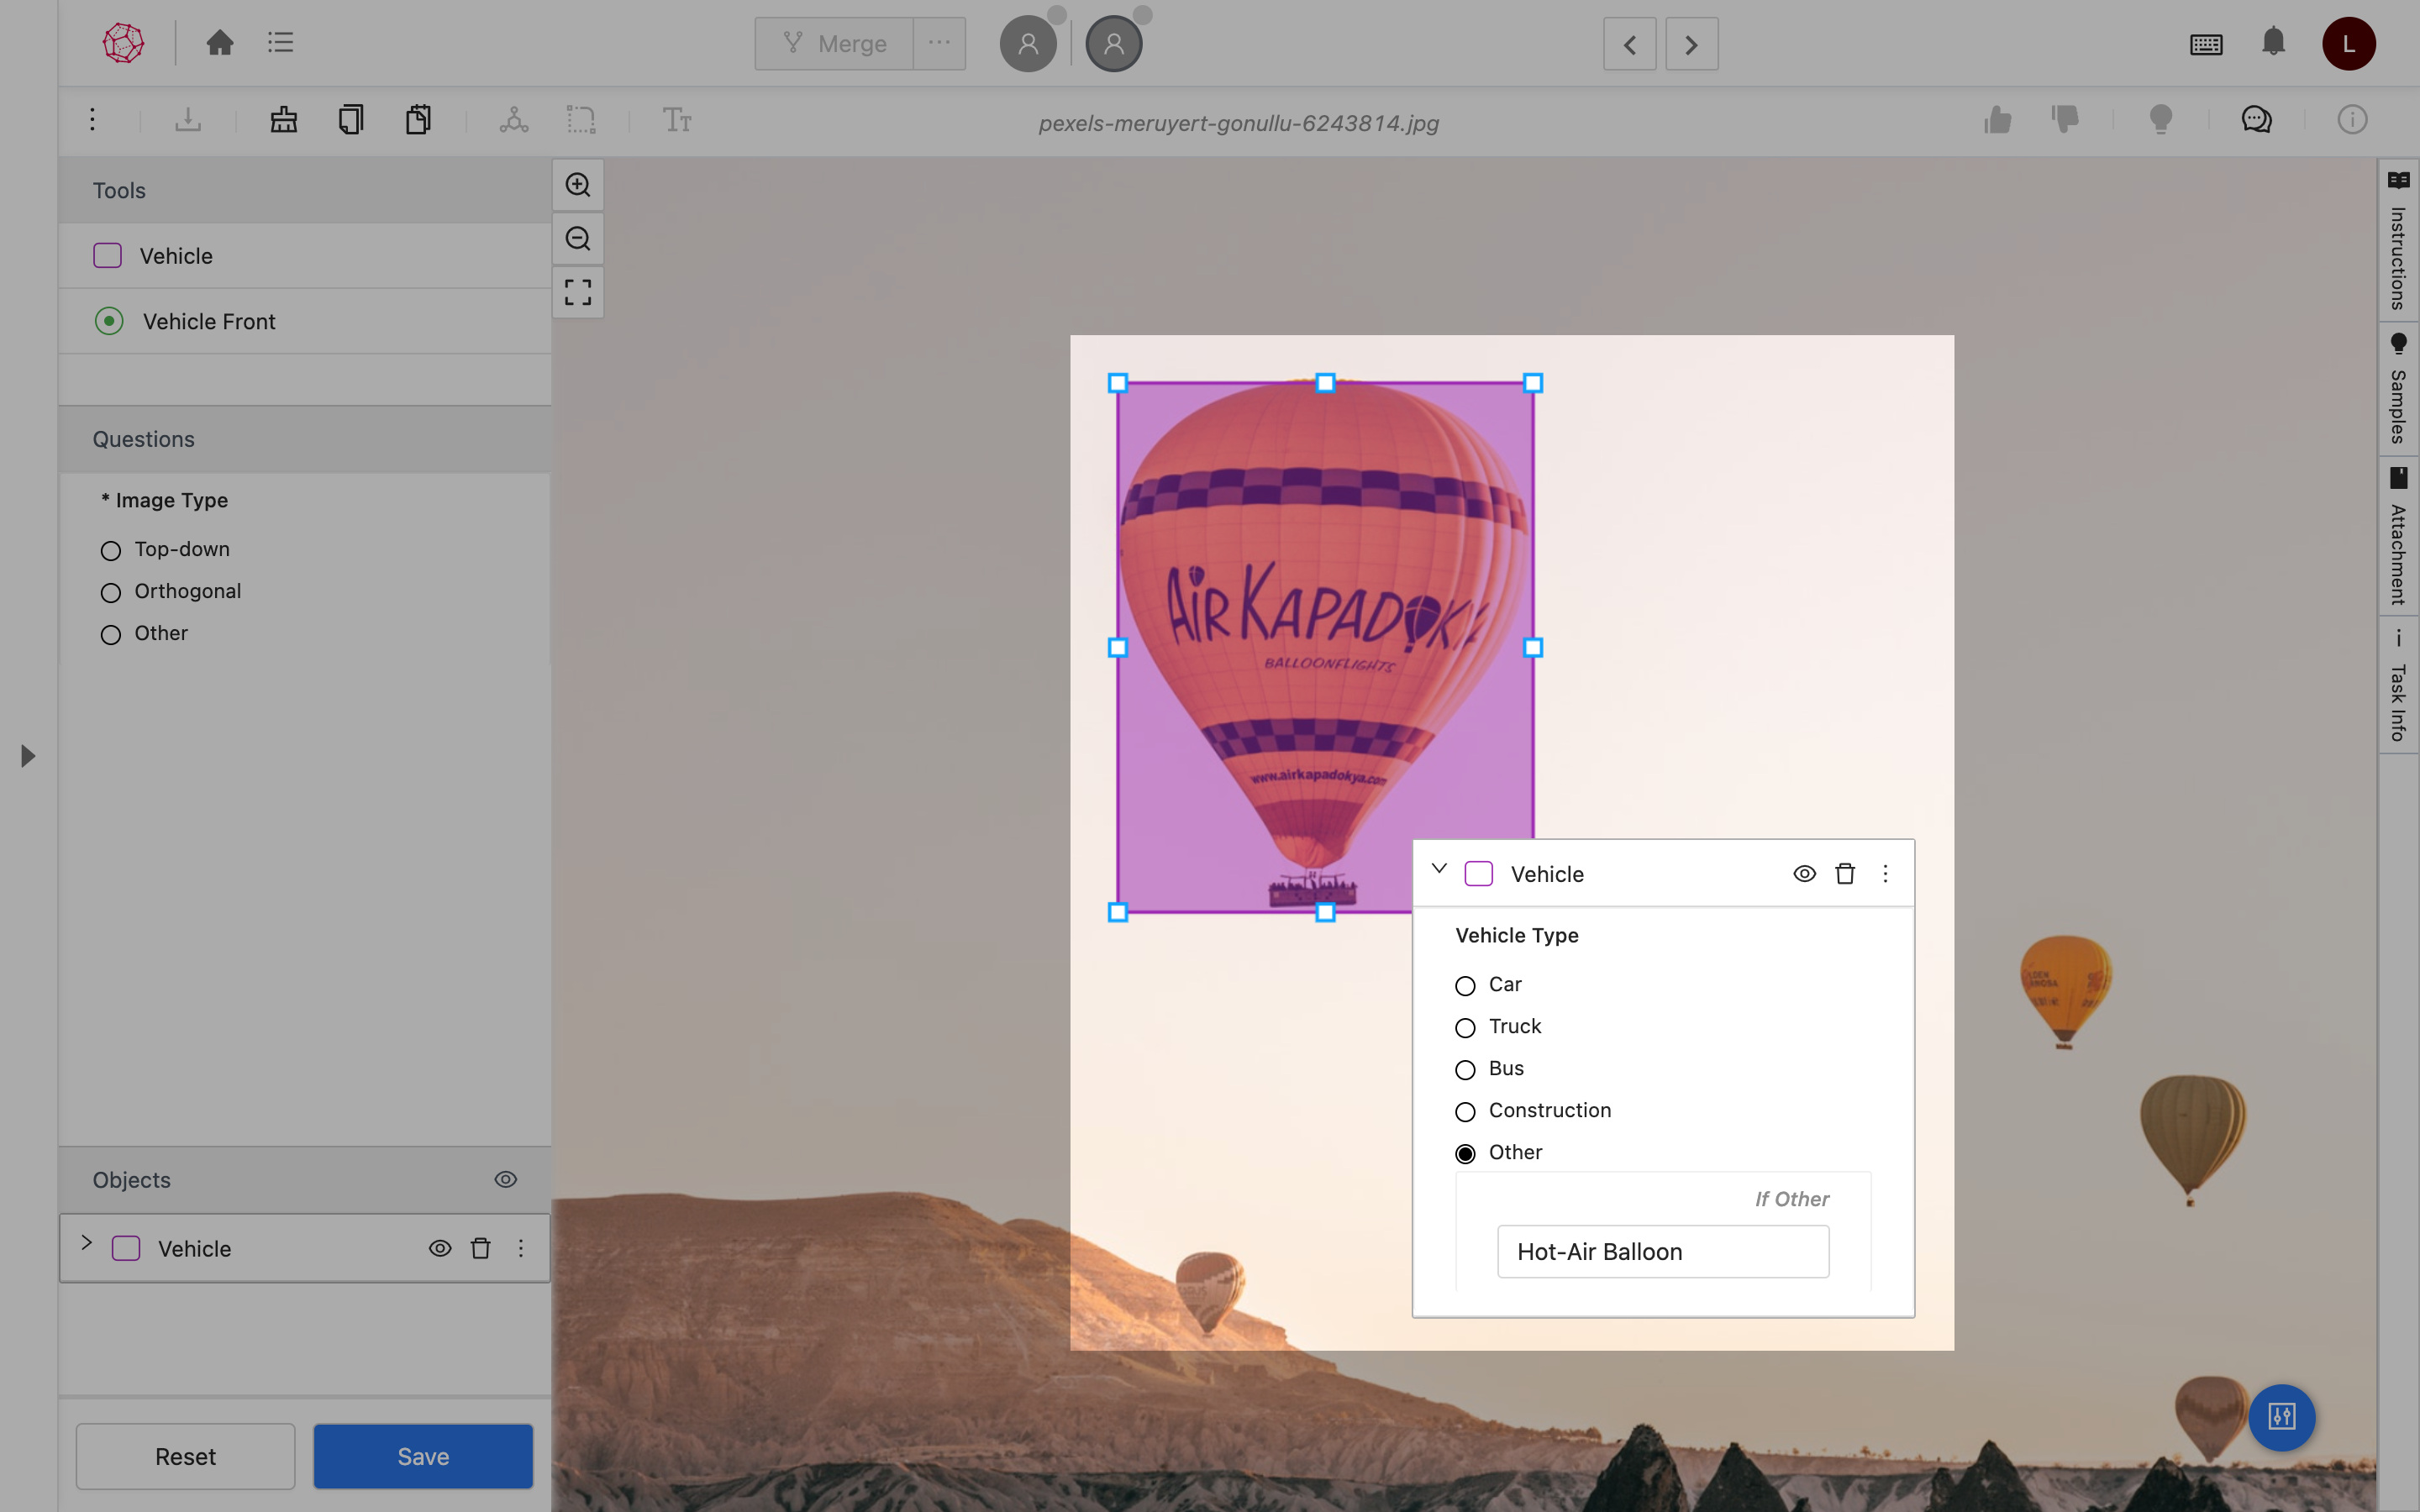 Merge
L
Tt
pexels-meruyert-gonullu-6243814.jpg
Tools
Vehicle
Vehicle Front
Questions
* Image Type
Top-down
Orthogonal
Other
Objects
Vehicle
Reset
Save
AiRKAPADOK
BALLOONFLIGHTS
www.airkapadokya.com
Vehicle
Vehicle Type
Car
Truck
Bus
Construction
Other
If Other
Hot-Air Balloon
Instructions
Samples
Attachment
Task Info